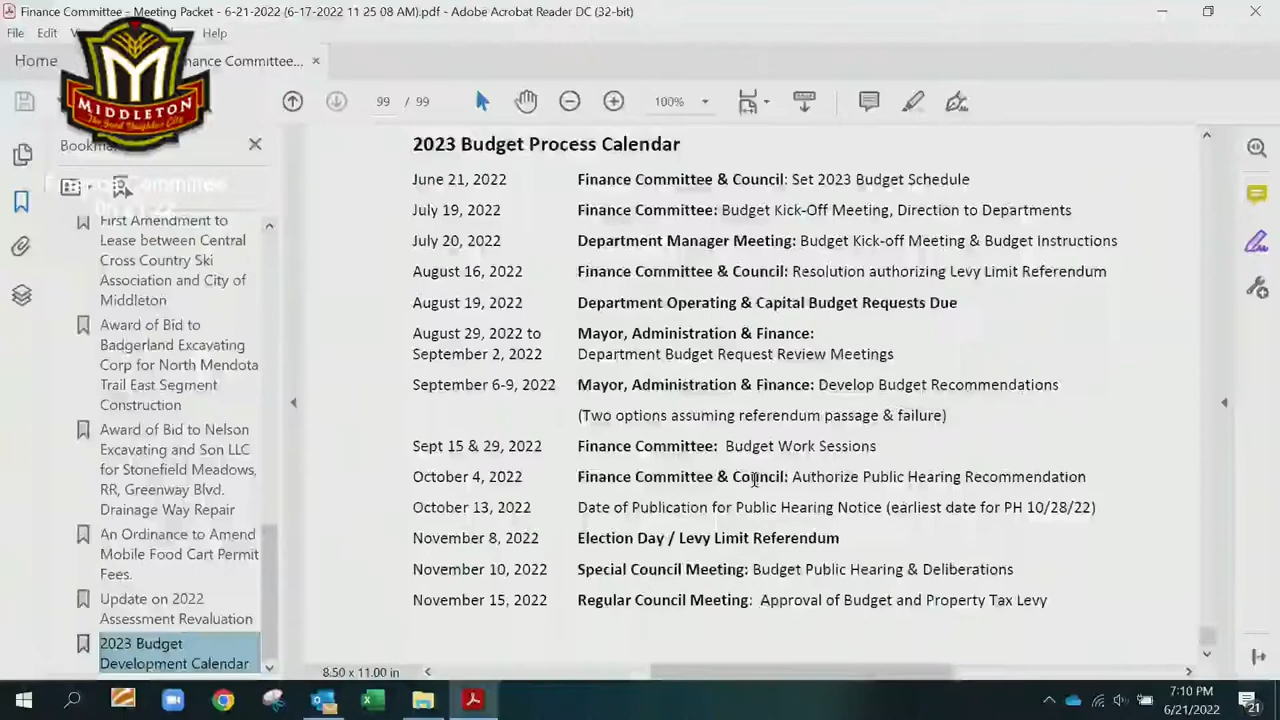 Finance Committee - Meeting Packet - 6-21-2022 (6-17-2022 11 25 08 AM).pdf - Adobe Acrobat Reader DC (32-bit)
File Edit Help
Home
nance Committee...
99 / 99
100%
MIDDLETON
The Good Neighbor City
Bookm
Finance Committee
First Amendment to
Lease between Central
Cross Country Ski
Association and City of
Middleton
Award of Bid to
Badgerland Excavating
Corp for North Mendota
Trail East Segment
Construction
Award of Bid to Nelson
Excavating and Son LLC
for Stonefield Meadows,
RR, Greenway Blvd.
Drainage Way Repair
An Ordinance to Amend
Mobile Food Cart Permit
Fees.
Update on 2022
Assessment Revaluation
2023 Budget
Development Calendar
2023 Budget Process Calendar
June 21, 2022 Finance Committee & Council: Set 2023 Budget Schedule
July 19, 2022 Finance Committee: Budget Kick-Off Meeting, Direction to Departments
July 20, 2022 Department Manager Meeting: Budget Kick-off Meeting & Budget Instructions
August 16, 2022 Finance Committee & Council: Resolution authorizing Levy Limit Referendum
August 19, 2022 Department Operating & Capital Budget Requests Due
August 29, 2022 to Mayor, Administration & Finance:
September 2, 2022 Department Budget Request Review Meetings
September 6-9, 2022 Mayor, Administration & Finance: Develop Budget Recommendations
(Two options assuming referendum passage & failure)
Sept 15 & 29, 2022 Finance Committee: Budget Work Sessions
October 4, 2022 Finance Committee & Council: Authorize Public Hearing Recommendation
October 13, 2022 Date of Publication for Public Hearing Notice (earliest date for PH 10/28/22)
November 8, 2022 Election Day / Levy Limit Referendum
November 10, 2022 Special Council Meeting: Budget Public Hearing & Deliberations
November 15, 2022 Regular Council Meeting: Approval of Budget and Property Tax Levy
8.50 x 11.00 in
7:10 PM
6/21/2022
21